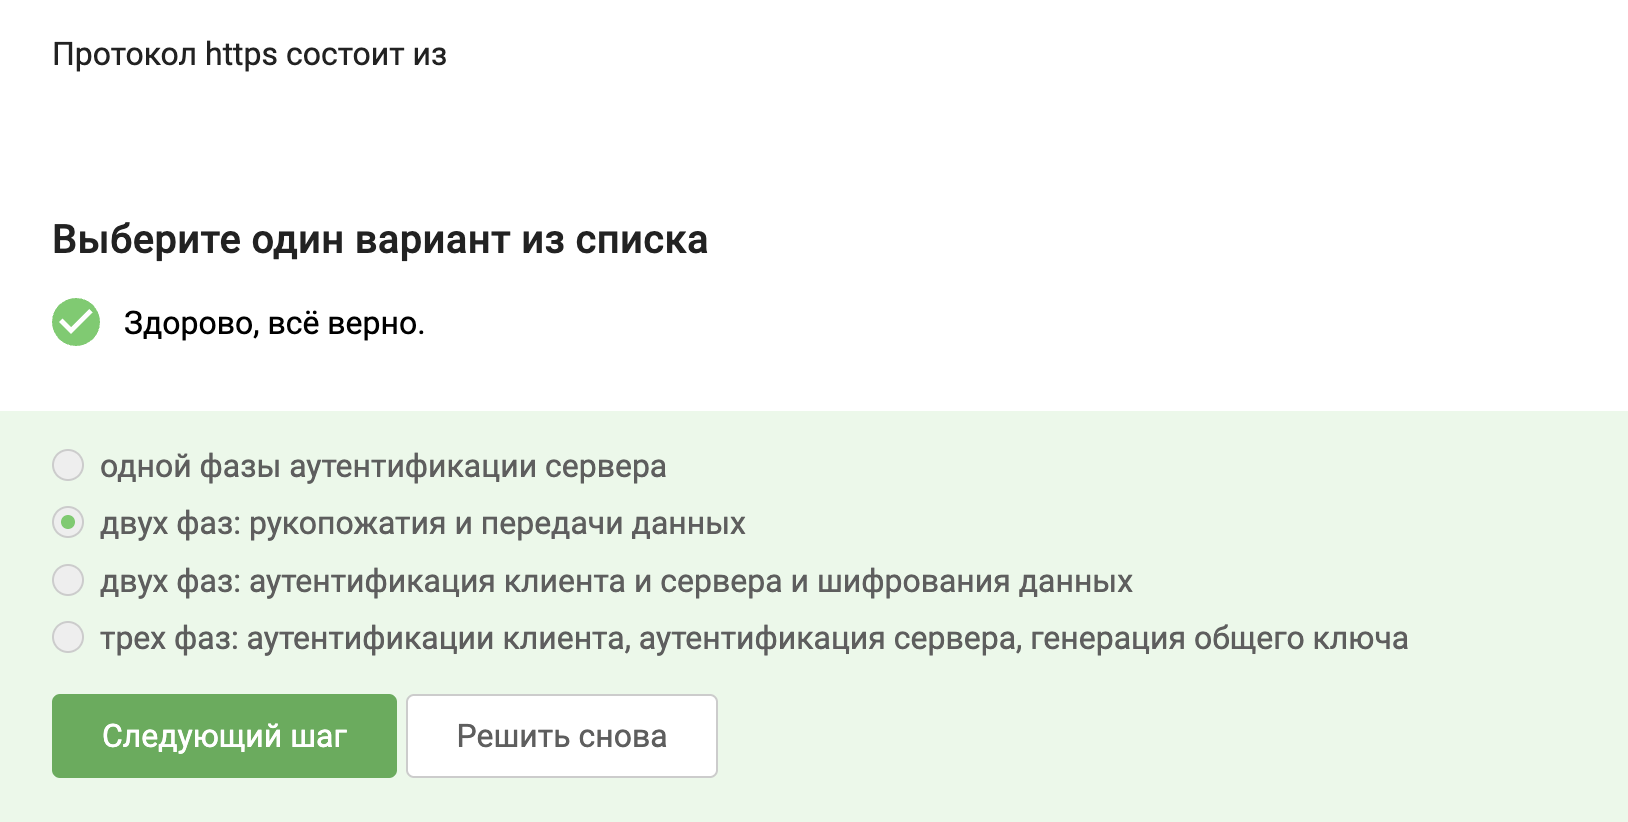 Протокол https состоит из
Выберите один вариант из списка
Здорово, всё верно.
одной фазы аутентификации сервера
двух фаз: рукопожатия и передачи данных
двух фаз: аутентификация клиента и сервера и шифрования данных
трех фаз: аутентификации клиента, аутентификация сервера, генерация общего ключа
Следующий шаг
Решить снова